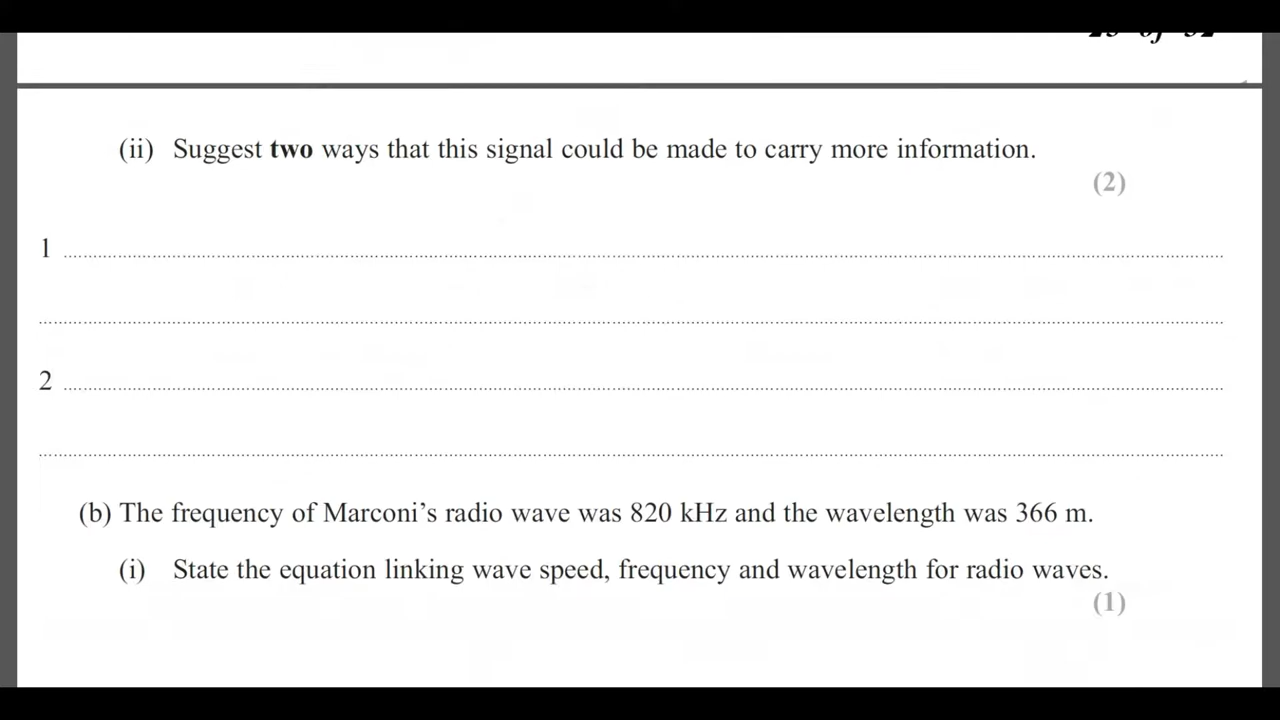 (ii) Suggest two ways that this signal could be made to carry more information.
(2)
1
2
(b) The frequency of Marconi’s radio wave was 820 kHz and the wavelength was 366 m.
(i) State the equation linking wave speed, frequency and wavelength for radio waves.
(1)